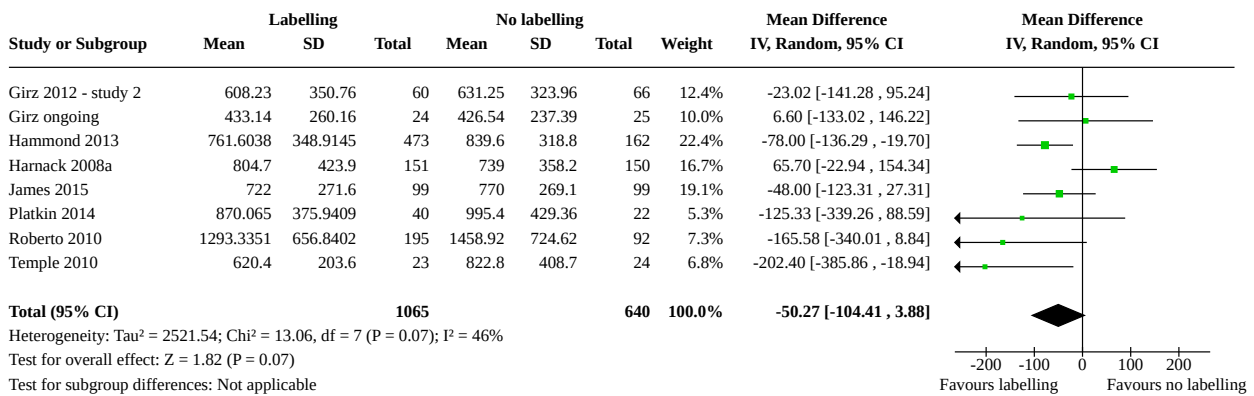 Labelling No labelling Mean Difference Mean Difference
Study or Subgroup Mean SD Total Mean SD Total Weight IV, Random, 95% CI IV, Random, 95% CI
Girz 2012 - study 2 608.23 350.76 60 631.25 323.96 66 12.4% -23.02 [-141.28 , 95.24]
Girz ongoing 433.14 260.16 24 426.54 237.39 25 10.0% 6.60 [-133.02 , 146.22]
Hammond 2013 761.6038 348.9145 473 839.6 318.8 162 22.4% -78.00 [-136.29 , -19.70]
Harnack 2008a 804.7 423.9 151 739 358.2 150 16.7% 65.70 [-22.94 , 154.34]
James 2015 722 271.6 99 770 269.1 99 19.1% -48.00 [-123.31 , 27.31]
Platkin 2014 870.065 375.9409 40 995.4 429.36 22 5.3% -125.33 [-339.26 , 88.59]
Roberto 2010 1293.3351 656.8402 195 1458.92 724.62 92 7.3% -165.58 [-340.01 , 8.84]
Temple 2010 620.4 203.6 23 822.8 408.7 24 6.8% -202.40 [-385.86 , -18.94]
Total (95% CI) 1065 640 100.0% -50.27 [-104.41 , 3.88]
Heterogeneity: Tau² = 2521.54; Chi² = 13.06, df = 7 (P = 0.07); I² = 46%
Test for overall effect: Z = 1.82 (P = 0.07)
-200 -100 0 100 200
Test for subgroup differences: Not applicable
Favours labelling Favours no labelling